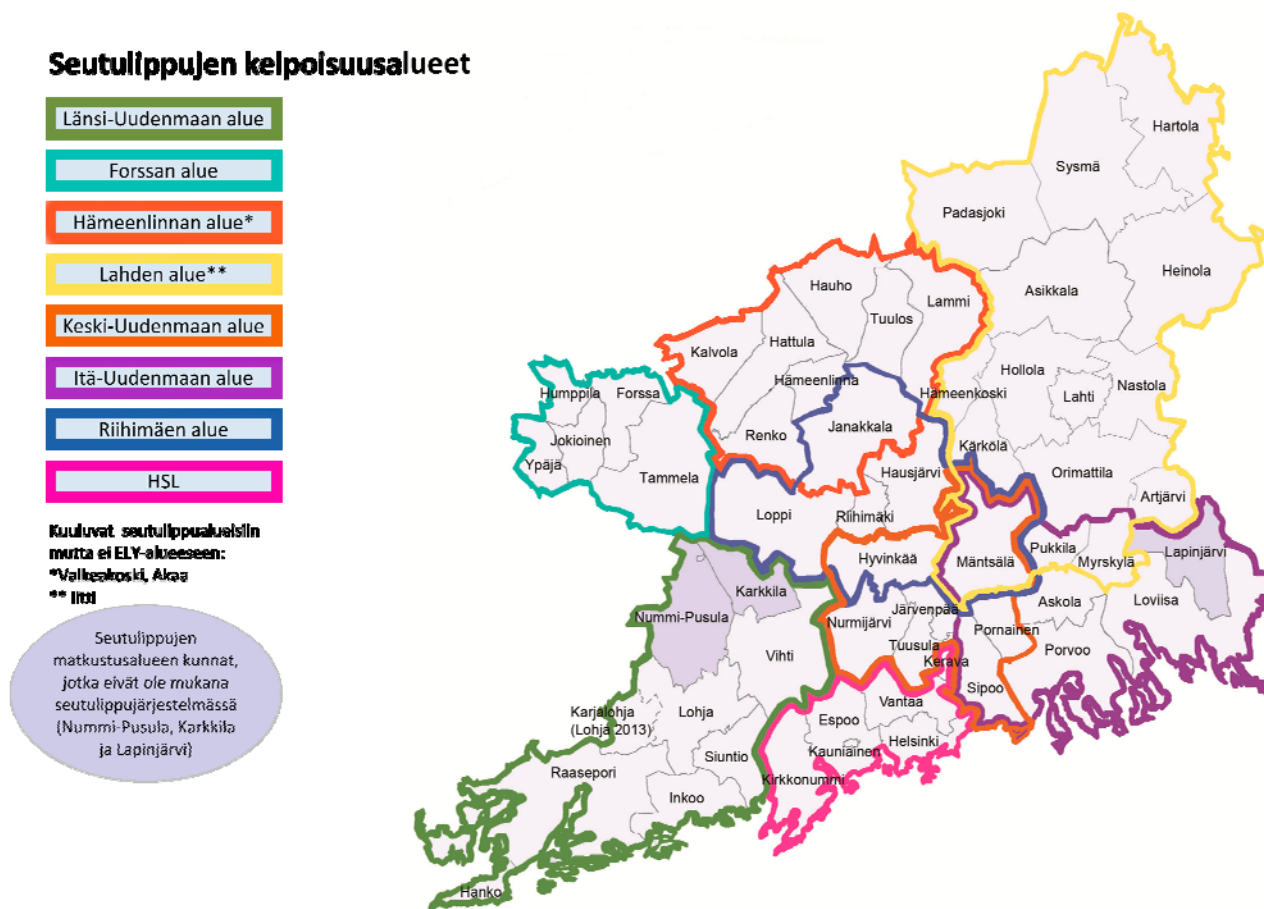 Seutulippujen kelpoisuusalueet
Länsi-Uudenmaan alue
Forssan alue
Hämeenlinnan alue*
Lahden alue**
Keski-Uudenmaan alue
Itä-Uudenmaan alue
Riihimäen alue
HSL
Kuuluvat seutulippualueisiin
mutta ei ELY-alueeseen:
*Valkeakoski, Akaa
** Iitti
Seutulippujen
matkustusalueen kunnat,
jotka eivät ole mukana
seutulippujärjestelmässä
(Nummi-Pusula, Karkkila
ja Lapinjärvi)
Hartola
Sysmä
Padasjoki
Heinola
Asikkala
Hauho
Lammi
Tuulos
Hattula
Kalvola
Hollola
Nastola
Lahti
Hämeenlinna
Hämeenkoski
Humppila
Forssa
Renko
Janakkala
Jokioinen
Kärkölä
Ypäjä
Tammela
Hausjärvi
Orimattila
Artjärvi
Loppi
Riihimäki
Hyvinkää
Mäntsälä
Pukkila
Myrskylä
Lapinjärvi
Karkkila
Nummi-Pusula
Järvenpää
Nurmijärvi
Askola
Loviisa
Pornainen
Tuusula
Vihti
Kerava
Porvoo
Sipoo
Vantaa
Karjalohja
(Lohja 2013)
Lohja
Espoo
Helsinki
Kauniainen
Siuntio
Raasepori
Kirkkonummi
Inkoo
Hanko